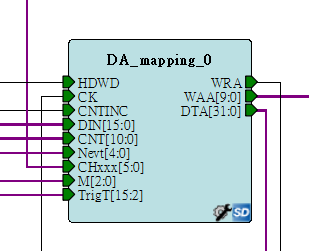 DA_mapping_0
HDWD WRA
CK WAA[9:0]
CNTINC DTA[31:0]
DIN[15:0]
CNT[10:0]
Nevt[4:0]
CHxxx[5:0]
M[2:0]
TrigT[15:2]
SD